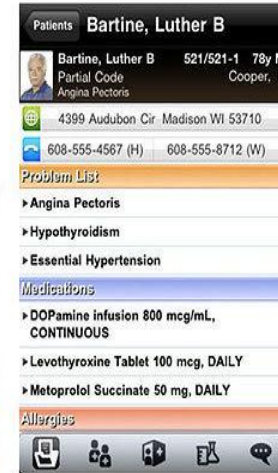 Patients Bartine, Luther B
Bartine, Luther B 521/521-1 78y
Partial Code Cooper,
Angina Pectoris
4399 Audubon Cir Madison WI 53710
608-555-4567 (H) 608-555-8712 (W)
Problem List
Angina Pectoris
Hypothyroidism
Essential Hypertension
Medications
DOPamine infusion 800 mcg/mL,
CONTINUOUS
Levothyroxine Tablet 100 mcg, DAILY
Metoprolol Succinate 50 mg, DAILY
Allergies